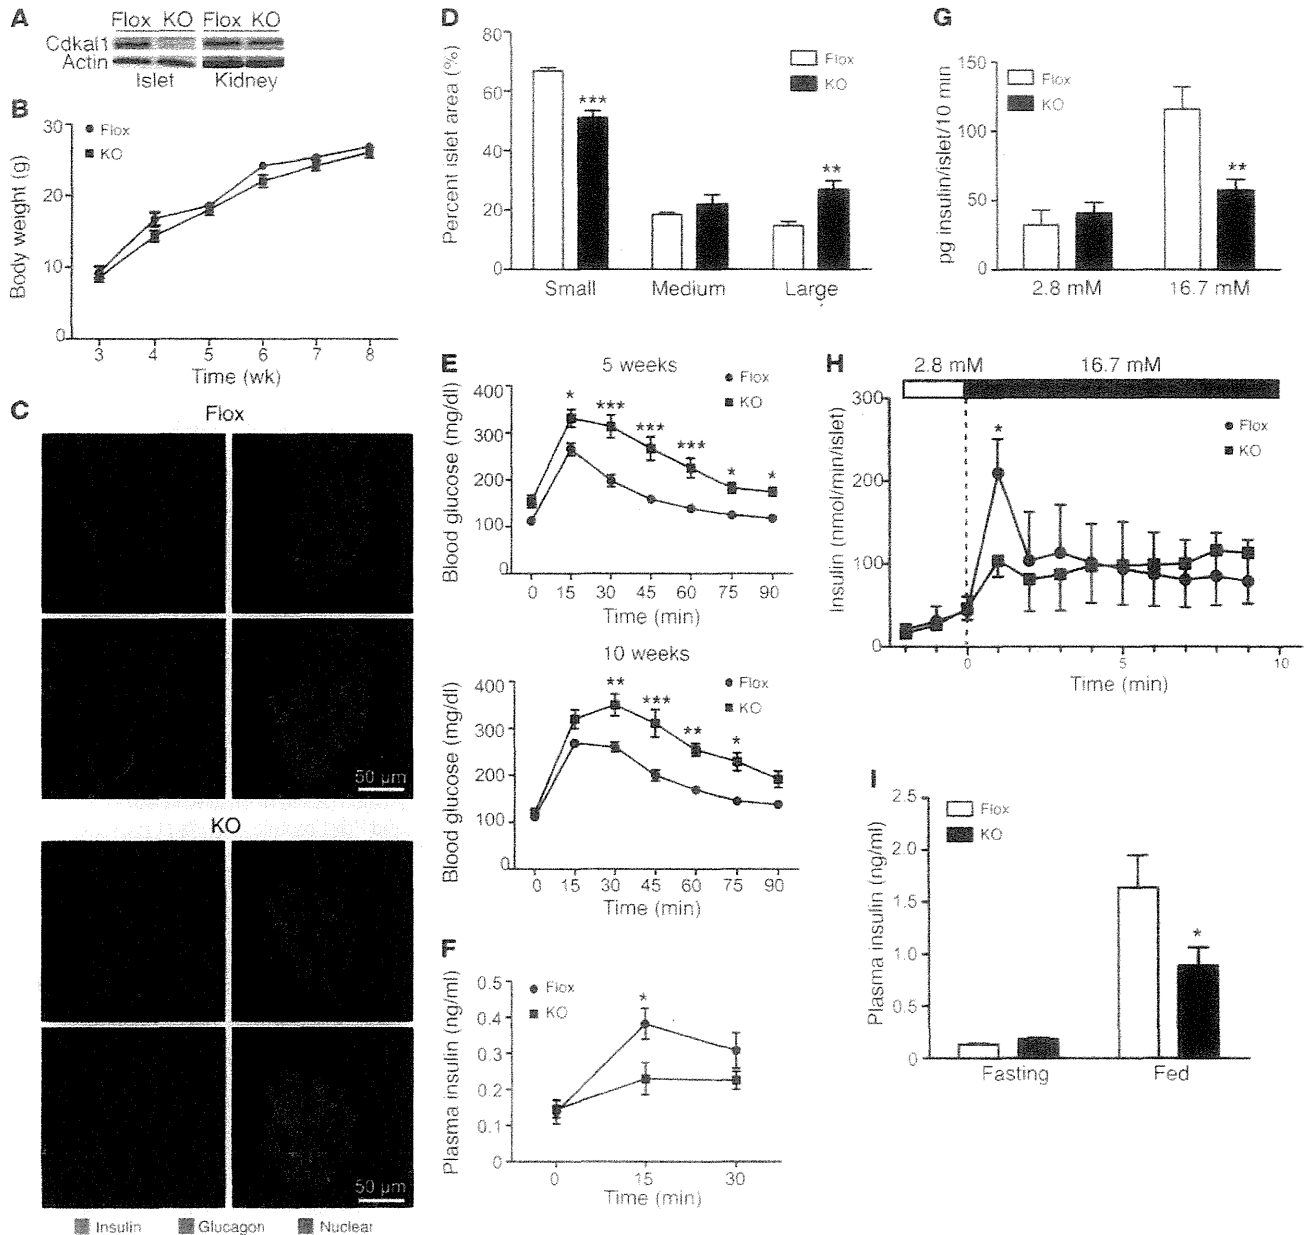 A
Flox KO Flox KO
Cdkal1
Actin
Islet Kidney
B
Body weight (g)
30
20
10
0
Flox
KO
3 4 5 6 7 8
Time (wk)
C
Flox
50 µm
KO
50 µm
Insulin Glucagon Nuclear
D
Percent islet area (%)
80
60
40
20
0
Flox
KO
***
**
Small Medium Large
E
5 weeks
Blood glucose (mg/dl)
400
300
200
100
0
Flox
KO
* *** *** *** * *
0 15 30 45 60 75 90
Time (min)
10 weeks
Blood glucose (mg/dl)
400
300
200
100
0
Flox
KO
** *** ** *
0 15 30 45 60 75 90
Time (min)
F
Plasma insulin (ng/ml)
0.5
0.4
0.3
0.2
0.1
0
Flox
KO
*
0 15 30
Time (min)
G
pg insulin/islet/10 min
150
100
50
0
Flox
KO
**
2.8 mM 16.7 mM
H
2.8 mM 16.7 mM
Insulin (nmol/min/islet)
300
200
100
0
Flox
KO
*
0 5 10
Time (min)
I
Plasma insulin (ng/ml)
2.5
2.0
1.5
1.0
0.5
0
Flox
KO
*
Fasting Fed